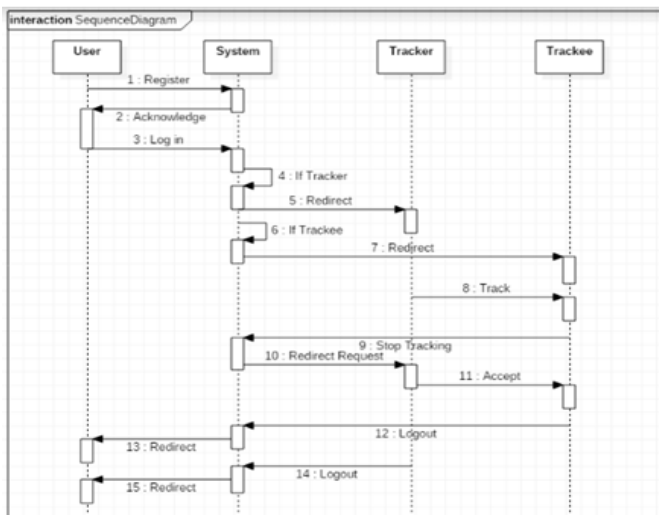 interaction SequenceDiagram
User System Tracker Trackee
1 : Register
2 : Acknowledge
3 : Log in
4 : If Tracker
5 : Redirect
6 : If Trackee
7 : Redirect
8 : Track
9 : Stop Tracking
10 : Redirect Request
11 : Accept
12 : Logout
13 : Redirect
14 : Logout
15 : Redirect